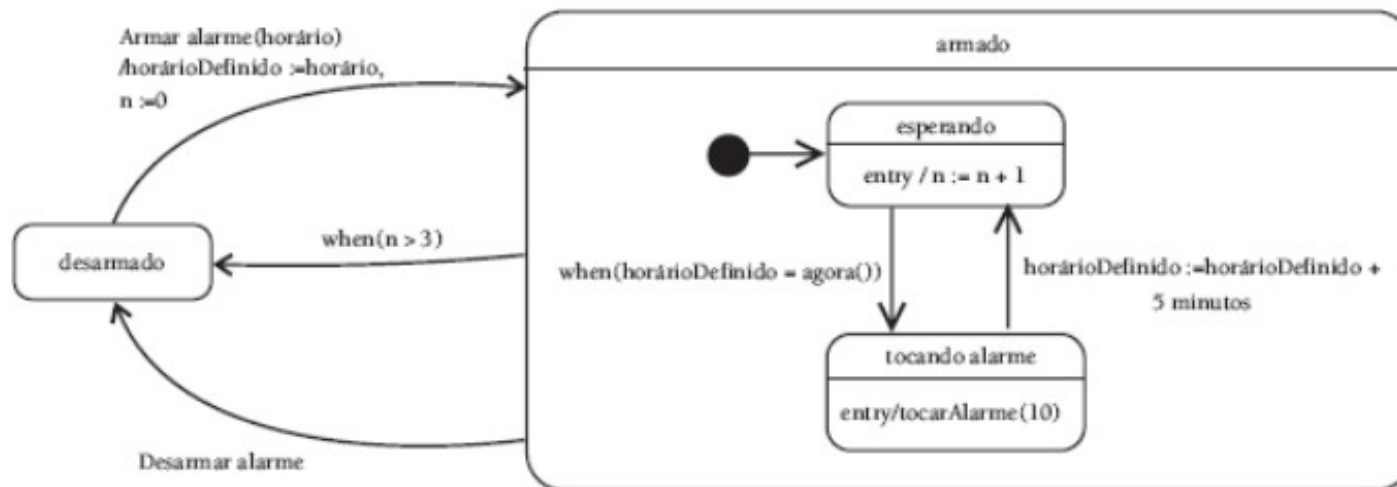 Armar alarme(horário)
/horárioDefinido :=horário,
n :=0
armado
esperando
entry / n := n + 1
desarmado
when(n > 3)
when(horárioDefinido = agora())
horárioDefinido :=horárioDefinido +
5 minutos
tocando alarme
entry/tocarAlarme(10)
Desarmar alarme